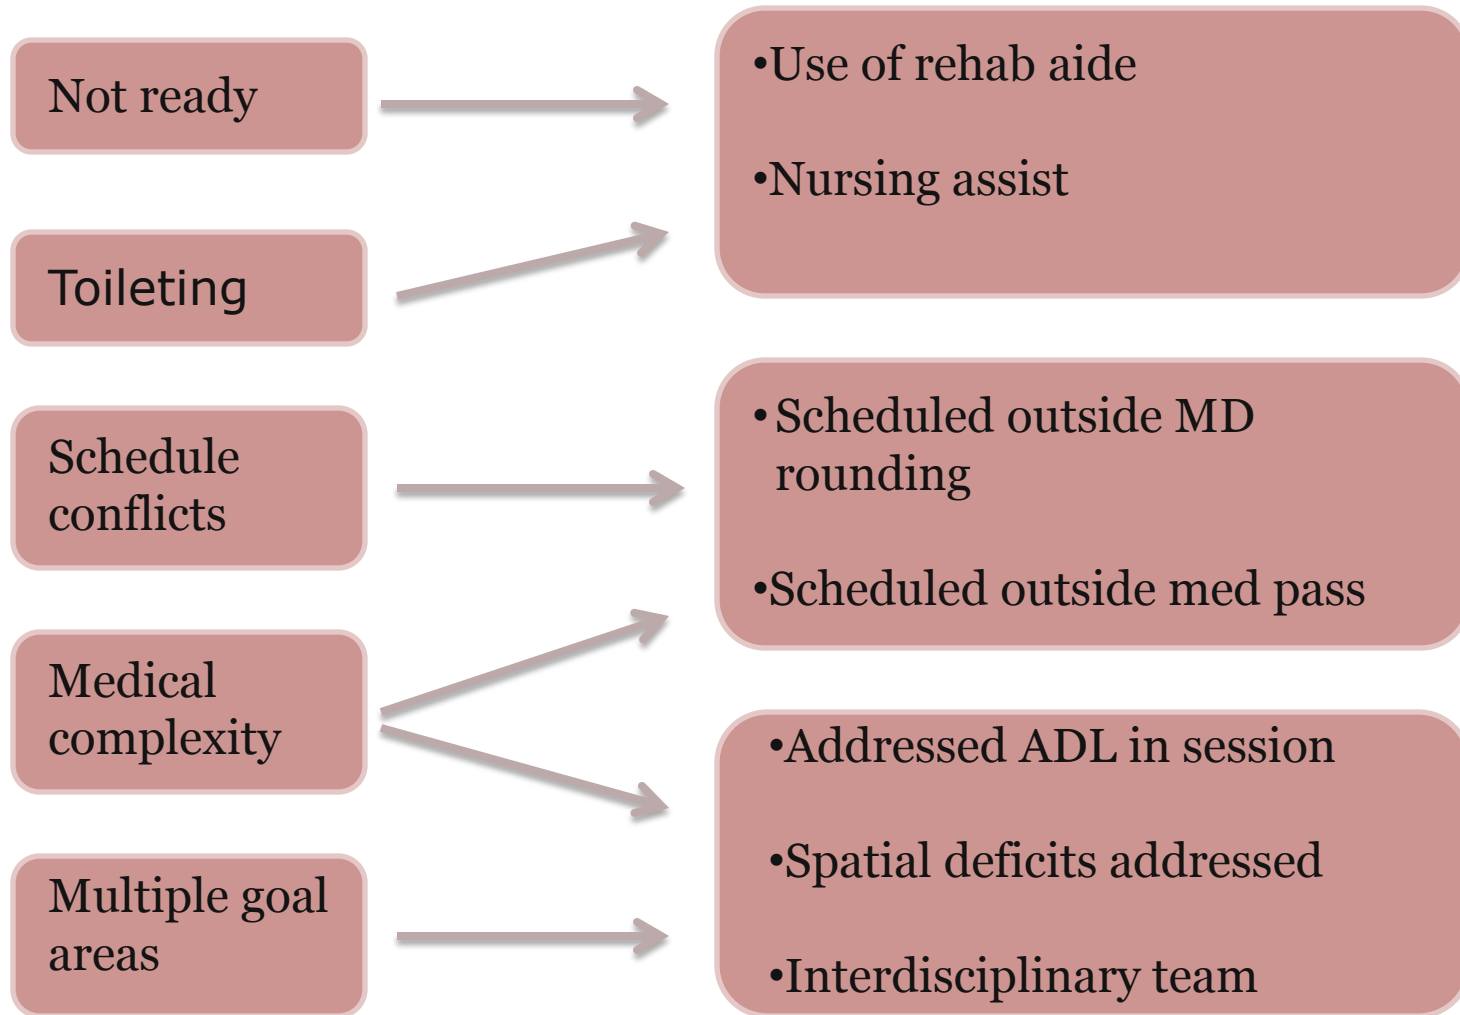 Not ready
Toileting
Schedule
conflicts
Medical
complexity
Multiple goal
areas
•Use of rehab aide
•Nursing assist
•Scheduled outside MD
rounding
•Scheduled outside med pass
•Addressed ADL in session
•Spatial deficits addressed
•Interdisciplinary team